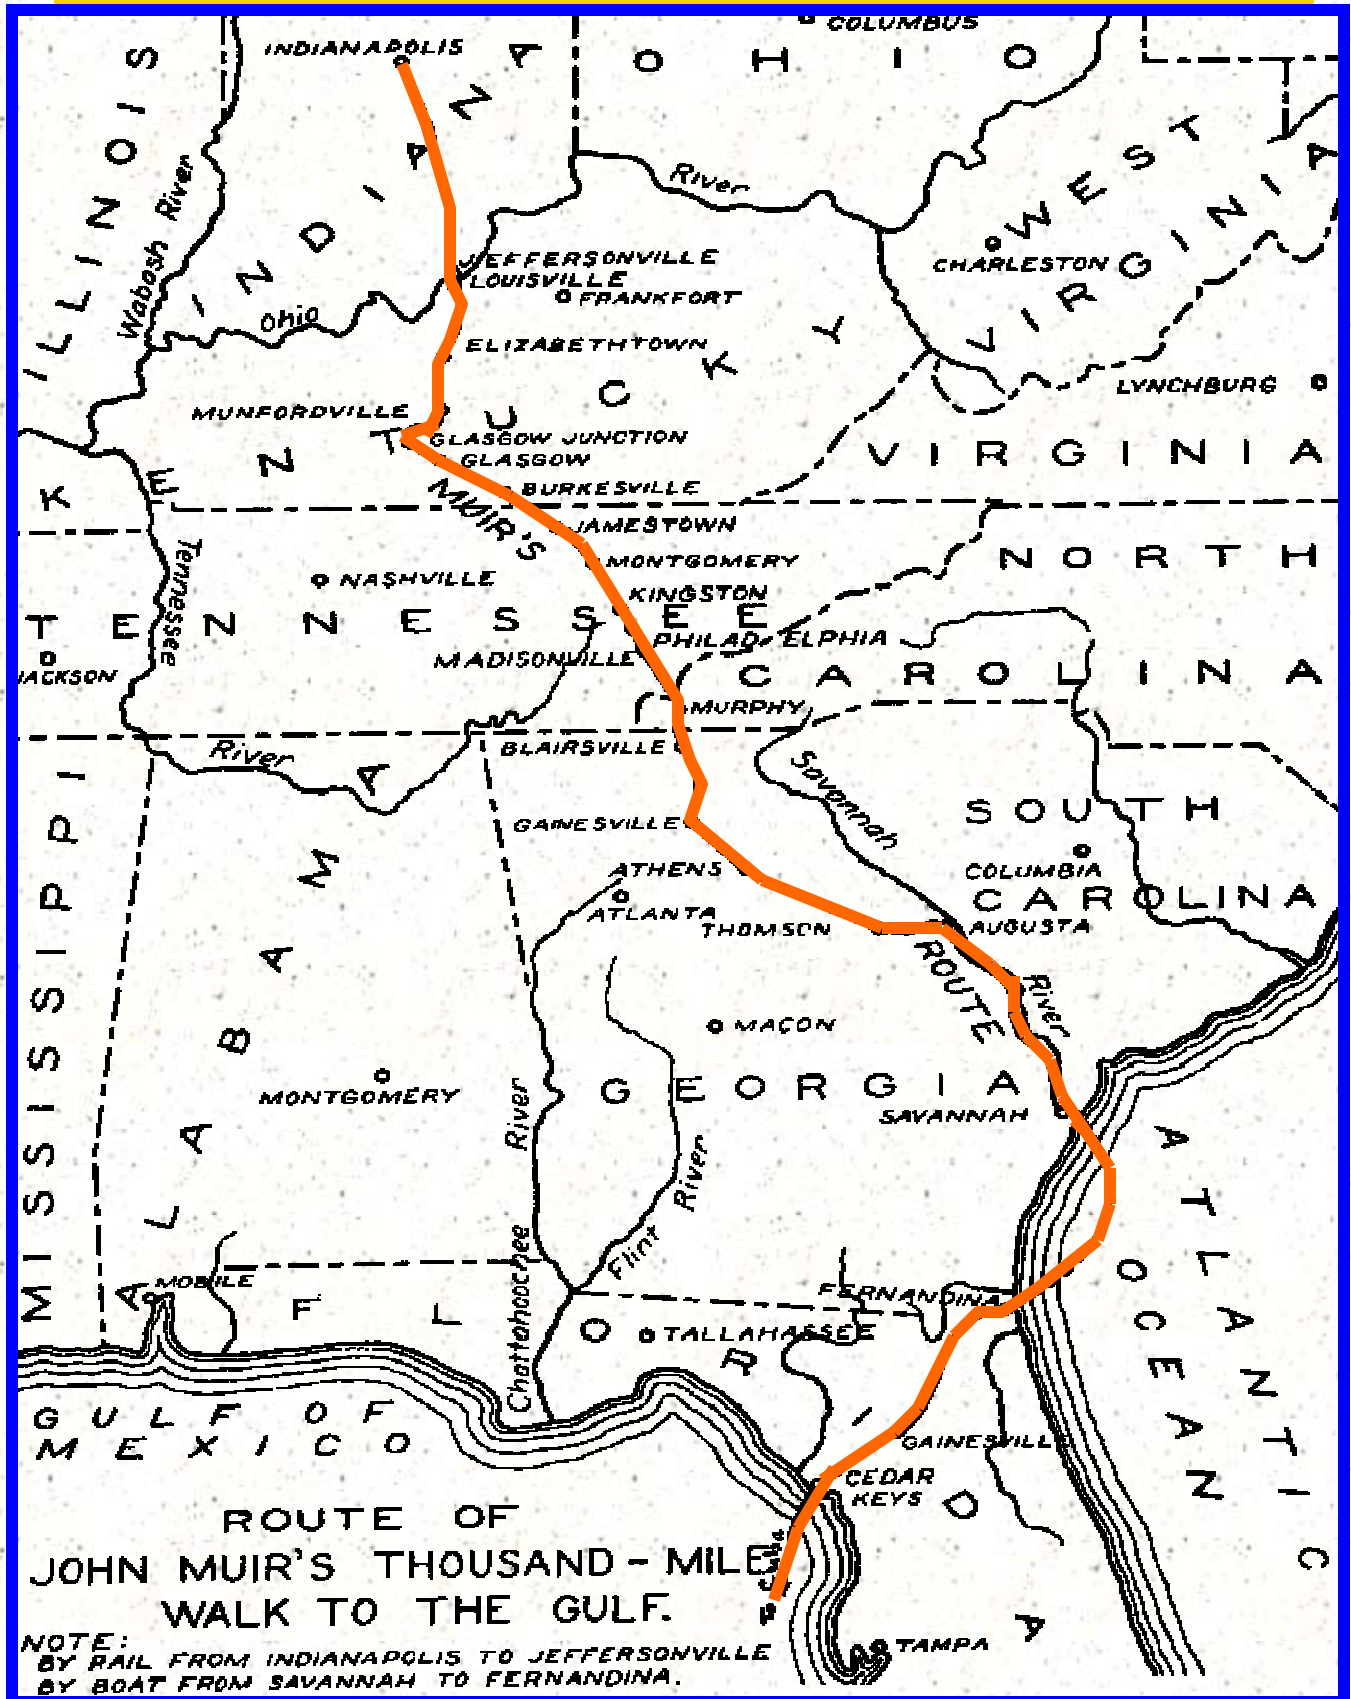 COLUMBUS
INDIANAPOLIS
OHIO
ILLINOIS
INDIANA
WEST VIRGINIA
Wabash River
River
CHARLESTON
JEFFERSONVILLE
LOUISVILLE
FRANKFORT
Ohio
ELIZABETHTOWN
KENTUCKY
LYNCHBURG
MUNFORDVILLE
GLASGOW JUNCTION
GLASGOW
VIRGINIA
BURKESVILLE
MUIR'S
JAMESTOWN
MONTGOMERY
NORTH
NASHVILLE
KINGSTON
Tennessee
TENNESSEE
PHILADELPHIA
MADISONVILLE
JACKSON
CAROLINA
MURPHY
BLAIRSVILLE
River
Savannah
SOUTH
GAINESVILLE
ATHENS
COLUMBIA
CAROLINA
ATLANTA
THOMSON
AUGUSTA
ROUTE
River
MACON
MISSISSIPPI
ALABAMA
MONTGOMERY
GEORGIA
SAVANNAH
Chattahoochee River
Flint River
ATLANTIC
OCEAN
MOBILE
FERNANDINA
FLORIDA
TALLAHASSEE
GULF OF
MEXICO
GAINESVILLE
CEDAR
KEYS
To Cuba
TAMPA
ROUTE OF
JOHN MUIR'S THOUSAND-MILE
WALK TO THE GULF.
NOTE:
BY RAIL FROM INDIANAPOLIS TO JEFFERSONVILLE
BY BOAT FROM SAVANNAH TO FERNANDINA.